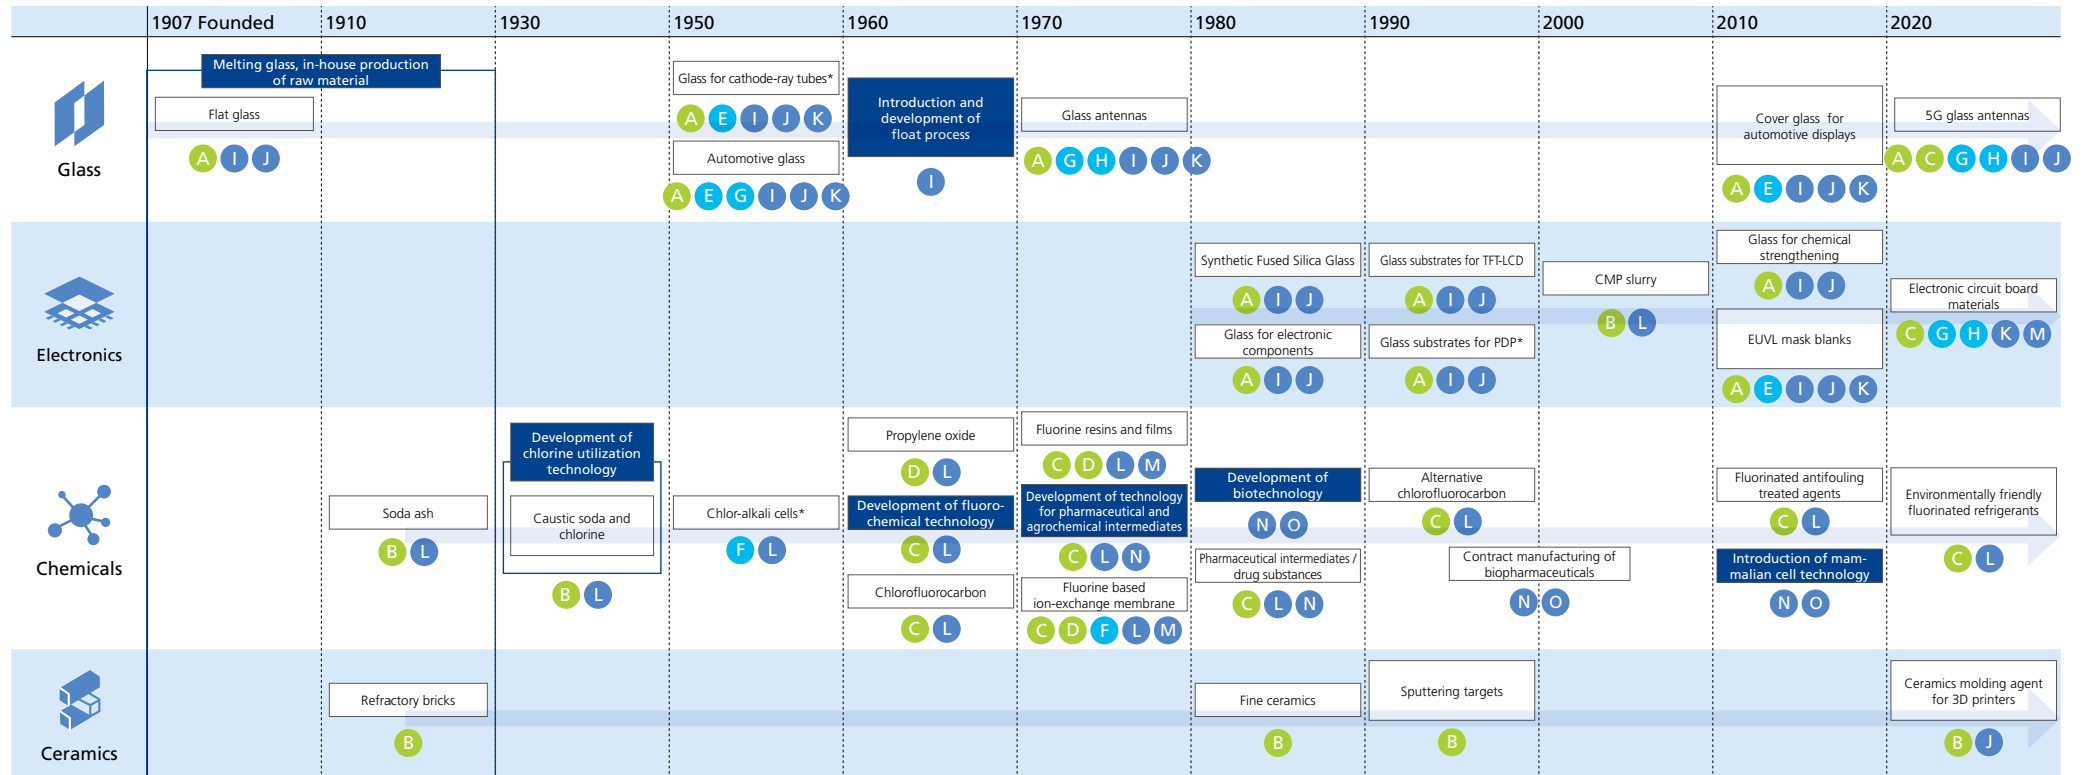 1907 Founded
1910
1930
1950
1960
1970
1980
1990
2000
2010
2020
Glass
Melting glass, in-house production
of raw material
Flat glass
A I J
Glass for cathode-ray tubes*
A E I J K
Automotive glass
A E G I J K
Introduction and
development of
float process
I
Glass antennas
A G H I J K
Cover glass for
automotive displays
A E I J K
5G glass antennas
A C G H I J
Electronics
Synthetic Fused Silica Glass
A I J
Glass for electronic
components
A I J
Glass substrates for TFT-LCD
A I J
Glass substrates for PDP*
A I J
CMP slurry
B L
Glass for chemical
strengthening
A I J
EUVL mask blanks
A E I J K
Electronic circuit board
materials
C G H K M
Chemicals
Soda ash
B L
Development of
chlorine utilization
technology
Caustic soda and
chlorine
B L
Chlor-alkali cells*
F L
Propylene oxide
D L
Development of fluoro-
chemical technology
C L
Chlorofluorocarbon
C L
Fluorine resins and films
C D L M
Development of technology
for pharmaceutical and
agrochemical intermediates
C L N
Fluorine based
ion-exchange membrane
C D F L M
Development of
biotechnology
N O
Pharmaceutical intermediates /
drug substances
C L N
Alternative
chlorofluorocarbon
C L
Contract manufacturing of
biopharmaceuticals
N O
Fluorinated antifouling
treated agents
C L
Introduction of mam-
malian cell technology
N O
Environmentally friendly
fluorinated refrigerants
C L
Ceramics
Refractory bricks
B
Fine ceramics
B
Sputtering targets
B
Ceramics molding agent
for 3D printers
B J